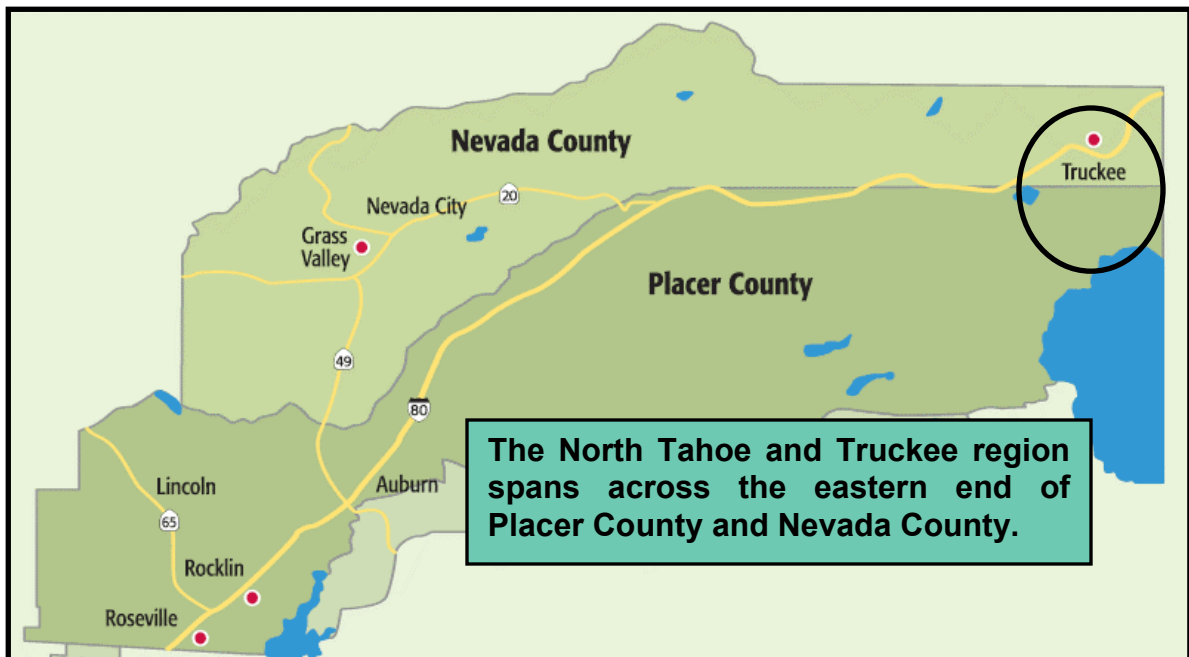 Nevada County
Truckee
20
Nevada City
Grass
Valley
Placer County
49
80
The North Tahoe and Truckee region
spans across the eastern end of
Placer County and Nevada County.
Auburn
Lincoln
65
Rocklin
Roseville